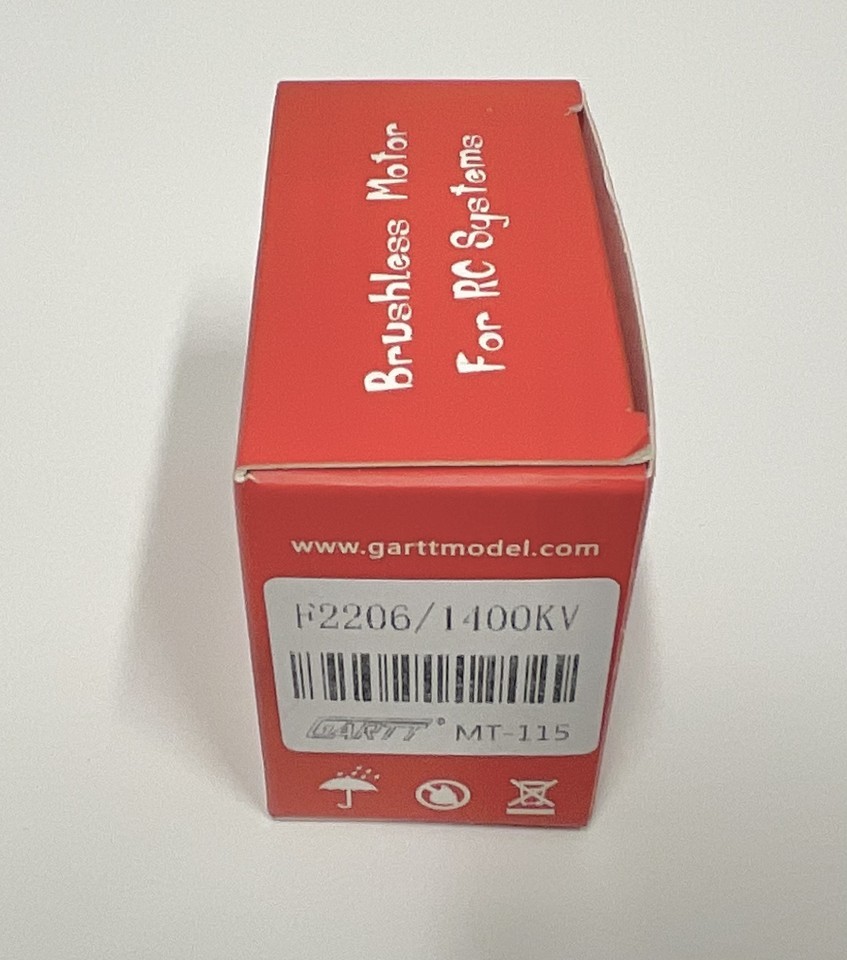 Brushless Motor
For RC Systems
www.garttmodel.com
F2206/1400KV
GARTT® MT-115